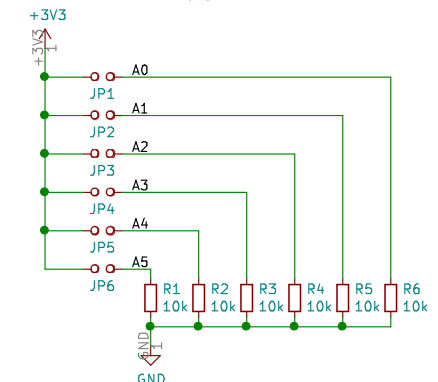 +3V3
+3V3
1
A0
JP1
A1
JP2
A2
JP3
A3
JP4
A4
JP5
A5
JP6
R1 R2 R3 R4 R5 R6
10k 10k 10k 10k 10k 10k
GND
1
GND